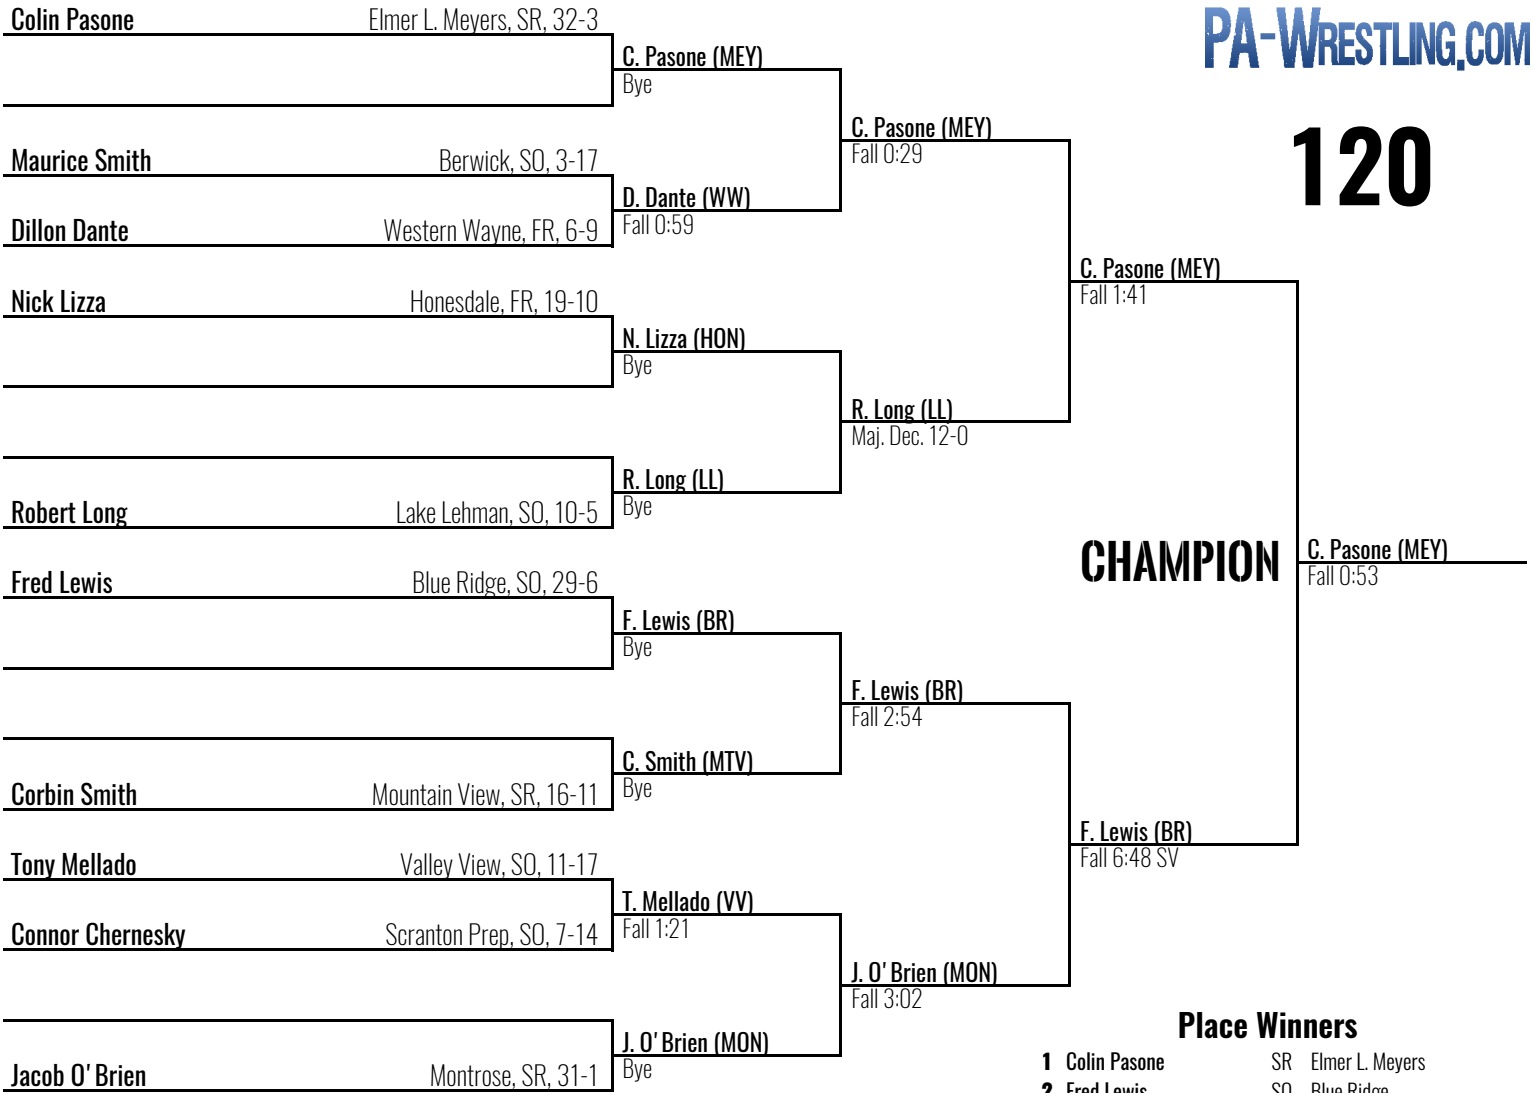 Colin Pasone Elmer L. Meyers, SR, 32-3
PA-WRESTLING.COM
C. Pasone (MEY)
Bye
120
C. Pasone (MEY)
Fall 0:29
Maurice Smith Berwick, SO, 3-17
D. Dante (WW)
Fall 0:59
Dillon Dante Western Wayne, FR, 6-9
C. Pasone (MEY)
Fall 1:41
Nick Lizza Honesdale, FR, 19-10
N. Lizza (HON)
Bye
R. Long (LL)
Maj. Dec. 12-0
R. Long (LL)
Bye
Robert Long Lake Lehman, SO, 10-5
CHAMPION
C. Pasone (MEY)
Fall 0:53
Fred Lewis Blue Ridge, SO, 29-6
F. Lewis (BR)
Bye
F. Lewis (BR)
Fall 2:54
C. Smith (MTV)
Bye
Corbin Smith Mountain View, SR, 16-11
F. Lewis (BR)
Fall 6:48 SV
Tony Mellado Valley View, SO, 11-17
T. Mellado (VV)
Fall 1:21
Connor Chernesky Scranton Prep, SO, 7-14
J. O'Brien (MON)
Fall 3:02
J. O'Brien (MON)
Bye
Jacob O'Brien Montrose, SR, 31-1
Place Winners
1 Colin Pasone SR Elmer L. Meyers
2 Fred Lewis SO Blue Ridge